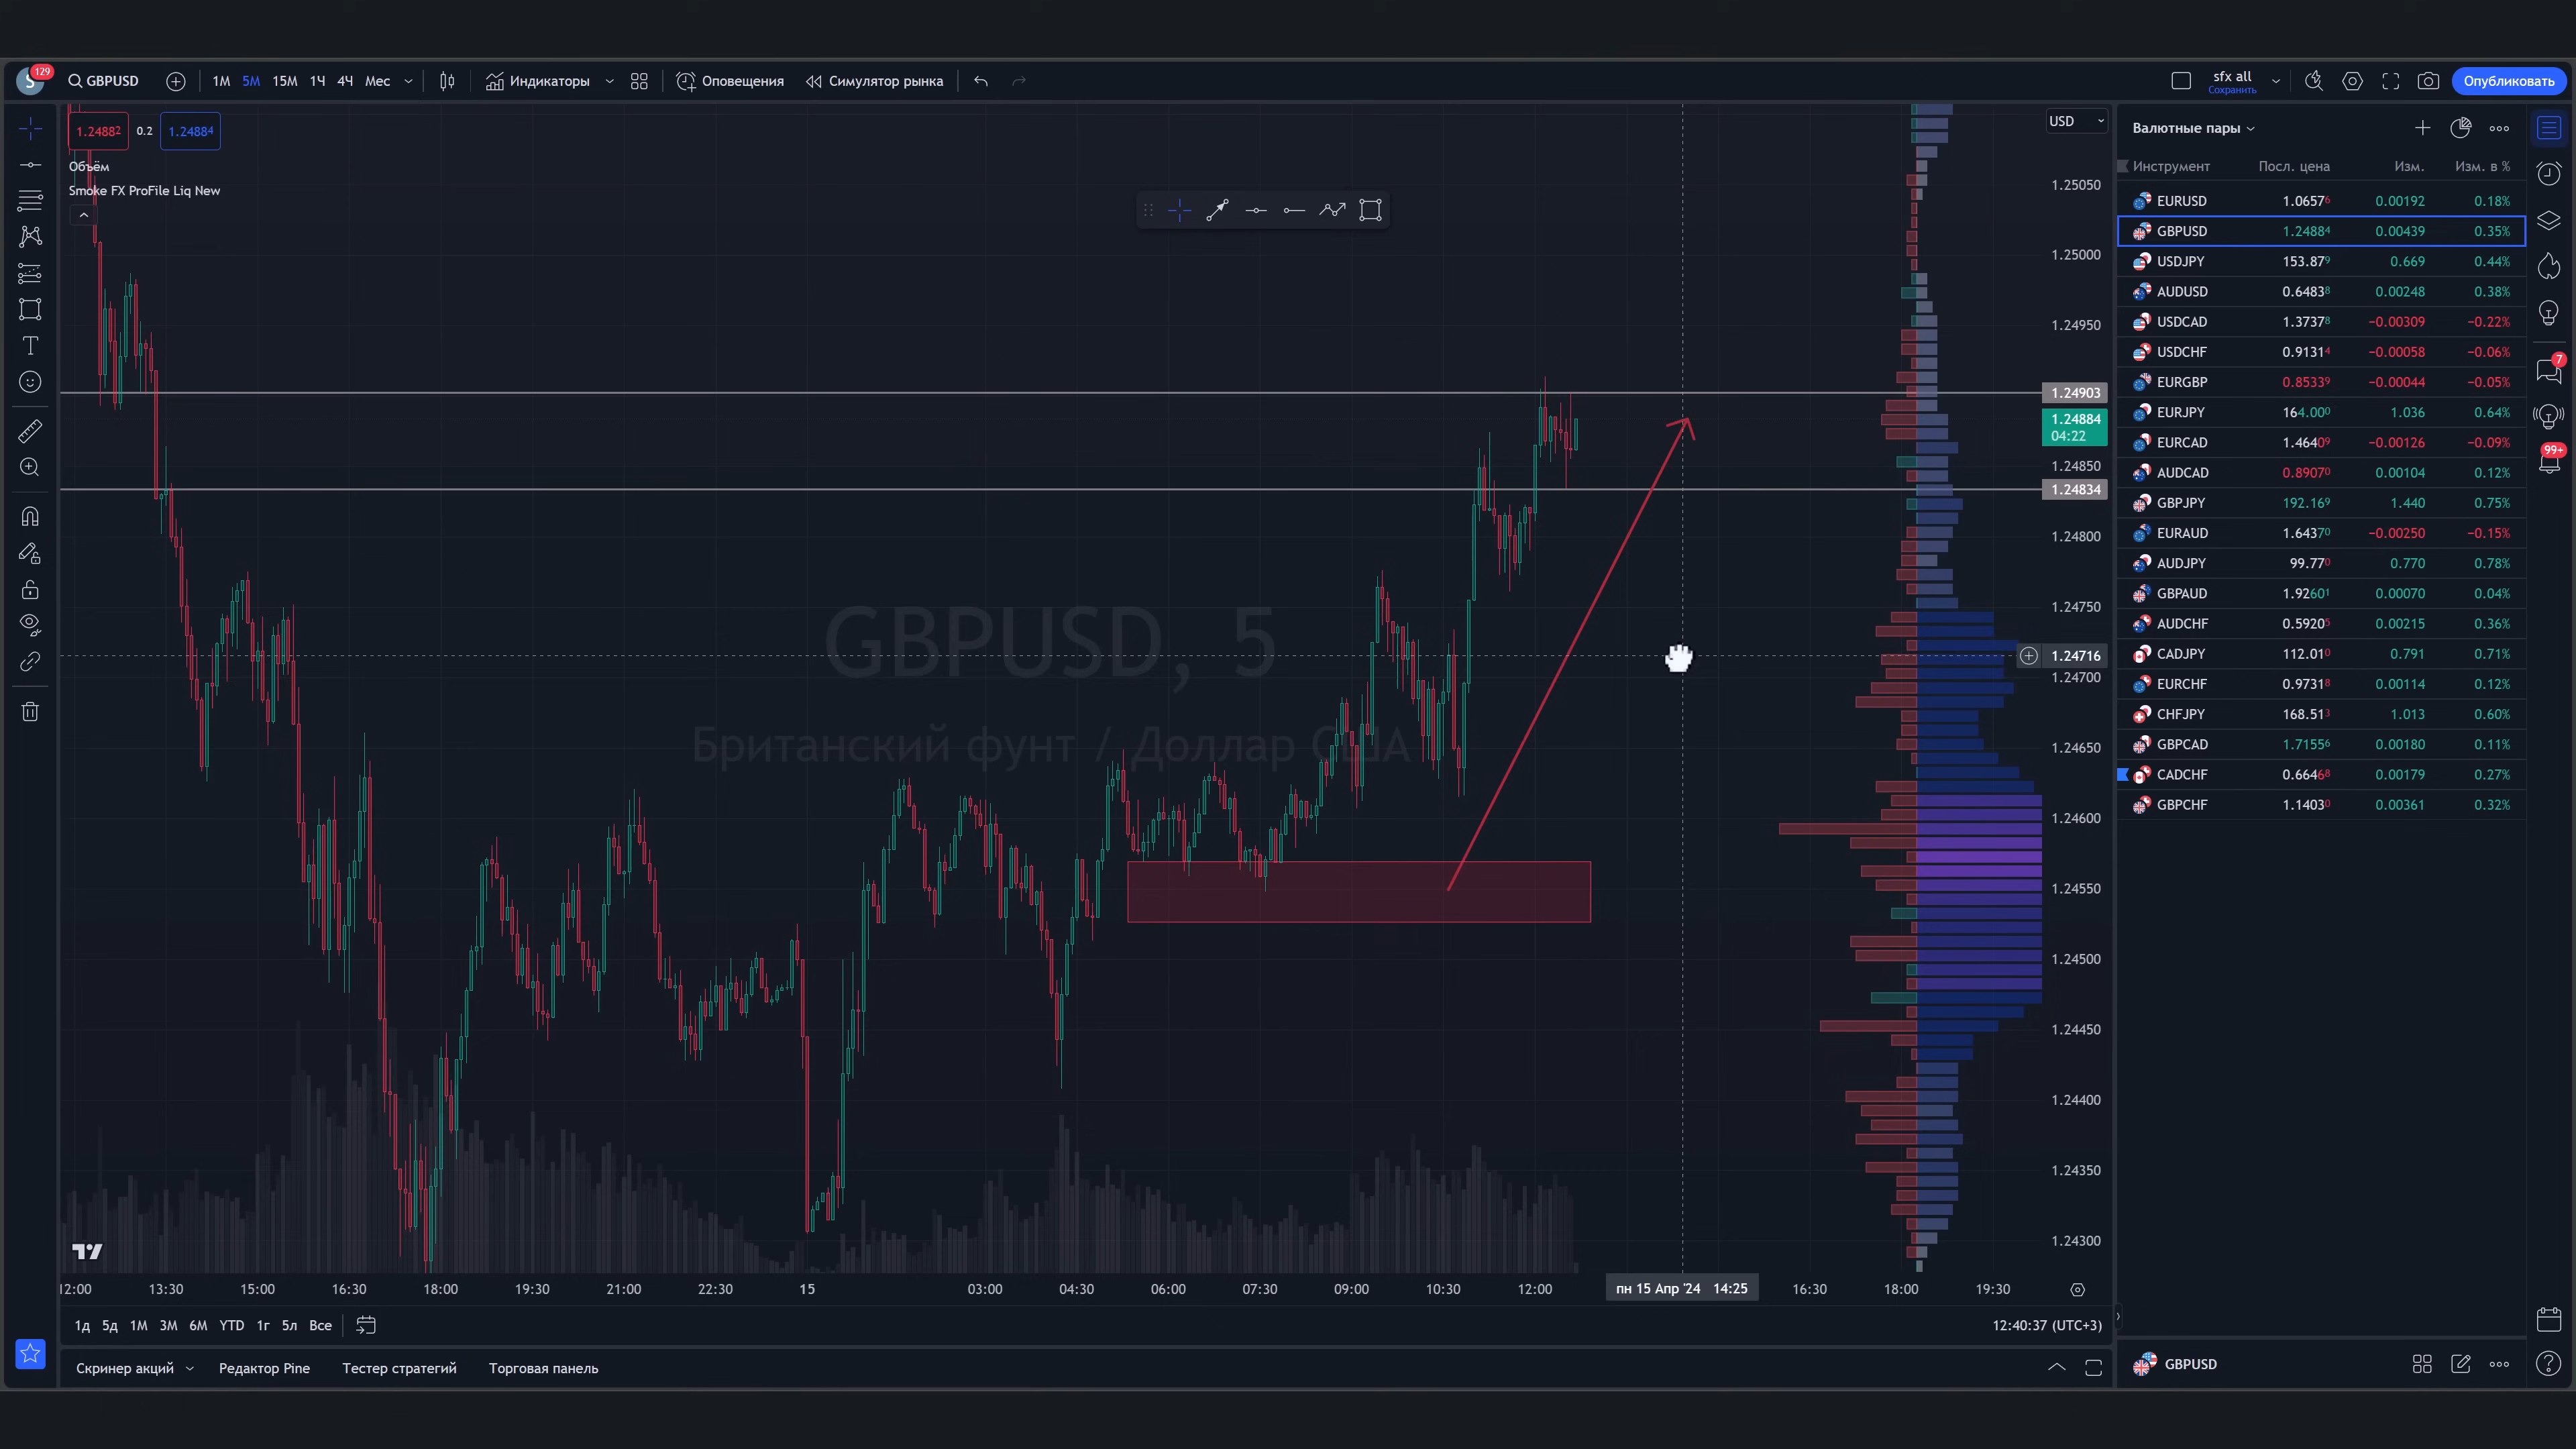 S 129 GBPUSD 1М 5М 15М 1Ч 4Ч Мес Индикаторы Оповещения Симулятор рынка sfx all Опубликовать
Сохранить
1.24882 0.2 1.24884
Объём
Smoke FX ProFile Liq New
GBPUSD, 5
Британский фунт / Доллар США
USD
1.25050
1.25000
1.24950
1.24903
1.24884
04:22
1.24850
1.24834
1.24800
1.24750
1.24716
1.24700
1.24650
1.24600
1.24550
1.24500
1.24450
1.24400
1.24350
1.24300
12:00 13:30 15:00 16:30 18:00 19:30 21:00 22:30 15 03:00 04:30 06:00 07:30 09:00 10:30 12:00 пн 15 Апр '24 14:25 16:30 18:00 19:30
1д 5д 1М 3М 6М YTD 1г 5л Все 12:40:37 (UTC+3)
Скринер акций Редактор Pine Тестер стратегий Торговая панель
Валютные пары
Инструмент Посл. цена Изм. Изм. в %
EURUSD 1.06576 0.00192 0.18%
GBPUSD 1.24884 0.00439 0.35%
USDJPY 153.879 0.669 0.44%
AUDUSD 0.64838 0.00248 0.38%
USDCAD 1.37378 −0.00309 −0.22%
USDCHF 0.91314 −0.00058 −0.06%
EURGBP 0.85339 −0.00044 −0.05%
EURJPY 164.000 1.036 0.64%
EURCAD 1.46409 −0.00126 −0.09%
AUDCAD 0.89070 0.00104 0.12%
GBPJPY 192.169 1.440 0.75%
EURAUD 1.64370 −0.00250 −0.15%
AUDJPY 99.770 0.770 0.78%
GBPAUD 1.92601 0.00070 0.04%
AUDCHF 0.59205 0.00215 0.36%
CADJPY 112.010 0.791 0.71%
EURCHF 0.97318 0.00114 0.12%
CHFJPY 168.513 1.013 0.60%
GBPCAD 1.71556 0.00180 0.11%
CADCHF 0.66468 0.00179 0.27%
GBPCHF 1.14030 0.00361 0.32%
GBPUSD
7
99+